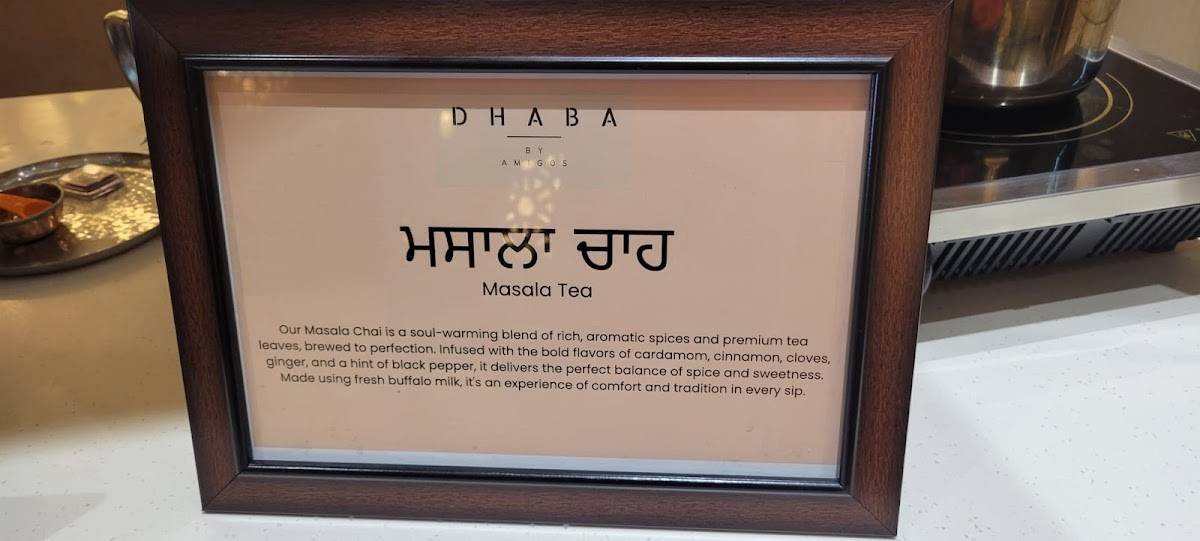 DHABA
BY
AMIGOS
ਮਸਾਲਾ ਚਾਹ
Masala Tea
Our Masala Chai is a soul-warming blend of rich, aromatic spices and premium tea
leaves, brewed to perfection. Infused with the bold flavors of cardamom, cinnamon, cloves,
ginger, and a hint of black pepper, it delivers the perfect balance of spice and sweetness.
Made using fresh buffalo milk, it's an experience of comfort and tradition in every sip.